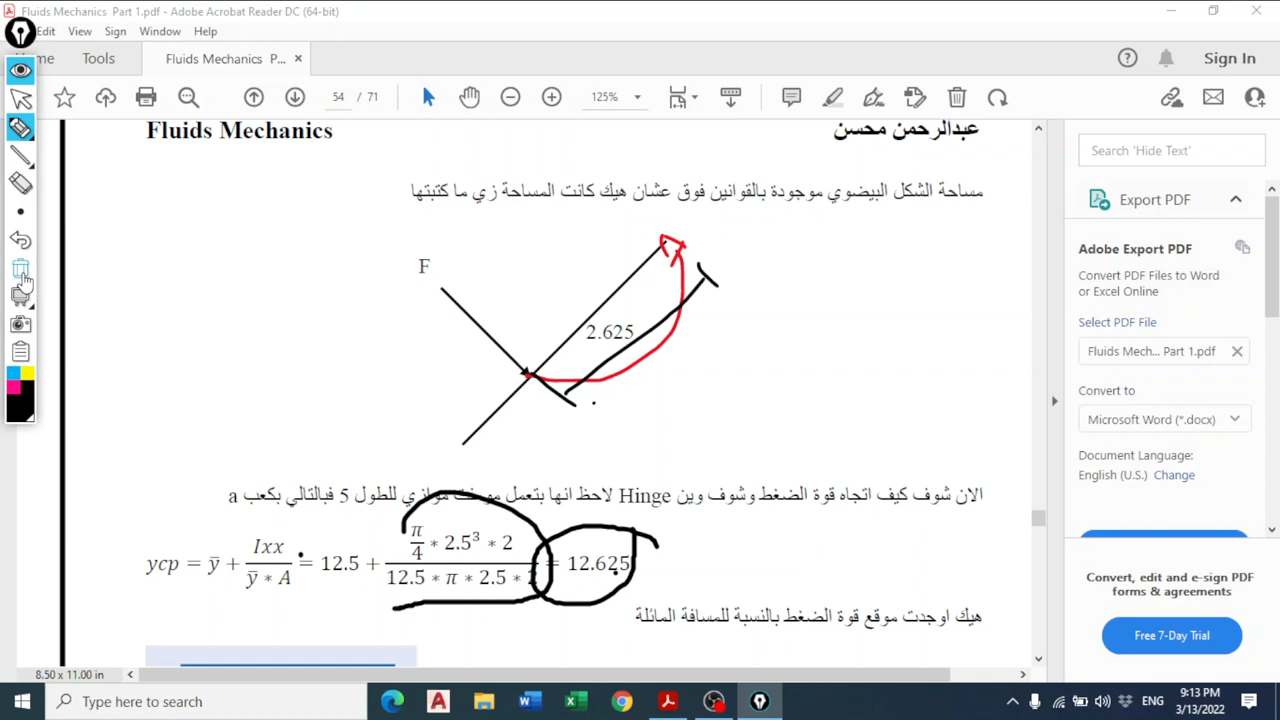 Fluids Mechanics Part 1.pdf - Adobe Acrobat Reader DC (64-bit)
Edit View Sign Window Help
Tools Fluids Mechanics P... × Sign In
54 / 71 125%
Fluids Mechanics عبدالرحمن محسن
مساحة الشكل البيضوي موجودة بالقوانين فوق عشان هيك كانت المساحة زي ما كتبتها
F
2.625
الان شوف كيف اتجاه قوة الضغط وشوف وين Hinge لاحظ انها بتعمل موازي للطول 5 فبالتالي بكعب a
ycp = ȳ + Ixx / ȳ * A = 12.5 + π/4 * 2.5³ * 2 / 12.5 * π * 2.5 * 2 = 12.625
هيك اوجدت موقع قوة الضغط بالنسبة للمسافة المائلة
8.50 x 11.00 in
Search 'Hide Text'
Export PDF
Adobe Export PDF
Convert PDF Files to Word
or Excel Online
Select PDF File
Fluids Mech... Part 1.pdf ×
Convert to
Microsoft Word (*.docx)
Document Language:
English (U.S.) Change
Convert, edit and e-sign PDF
forms & agreements
Free 7-Day Trial
Type here to search
ENG
9:13 PM
3/13/2022